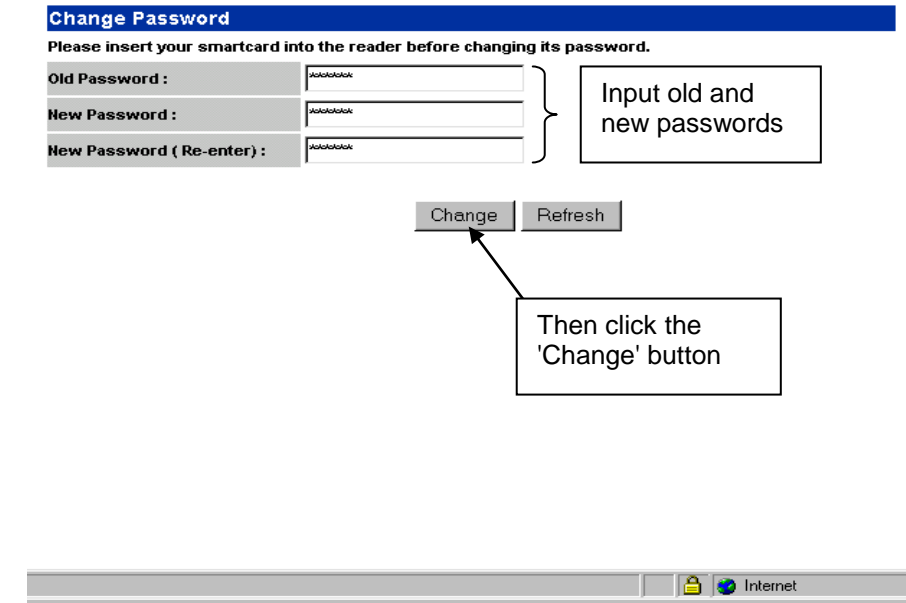 Change Password
Please insert your smartcard into the reader before changing its password.
Old Password : *******
New Password : *******
New Password ( Re-enter) : *******
Input old and
new passwords
Change Refresh
Then click the
'Change' button
Internet